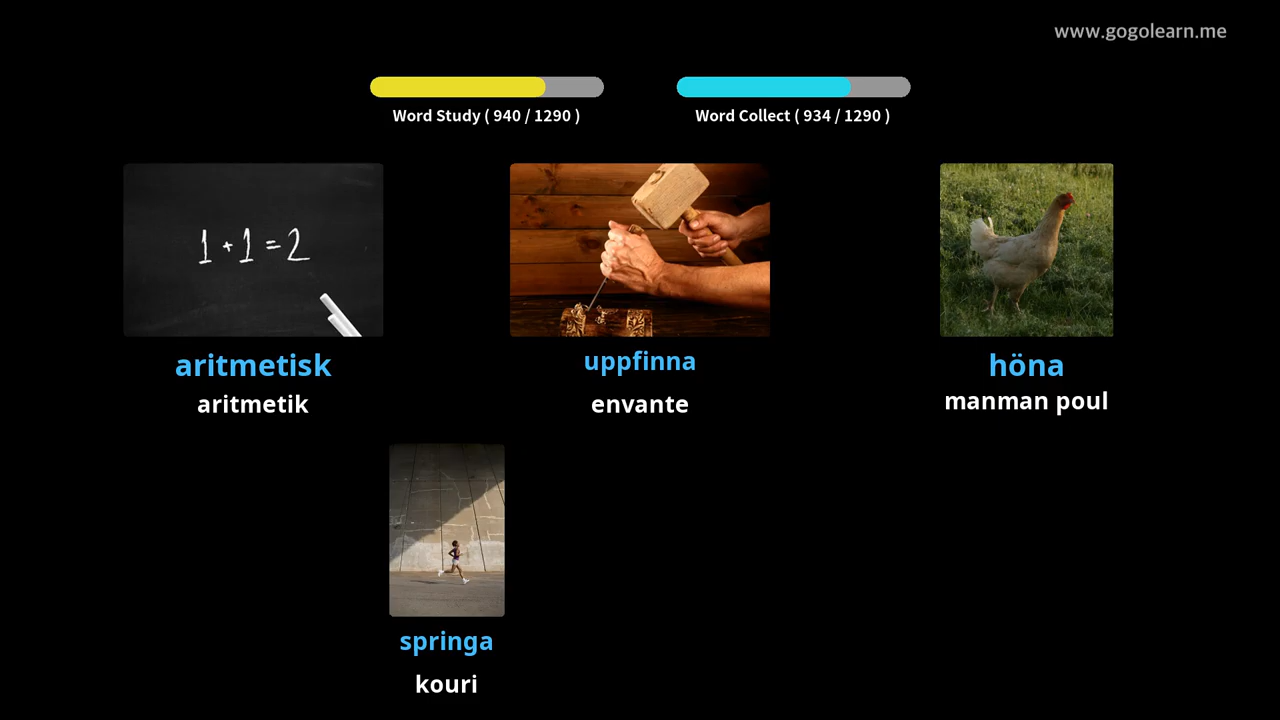 www.gogolearn.me
Word Study ( 940 / 1290 )
Word Collect ( 934 / 1290 )
1 + 1 = 2
aritmetisk
aritmetik
uppfinna
envante
höna
manman poul
springa
kouri